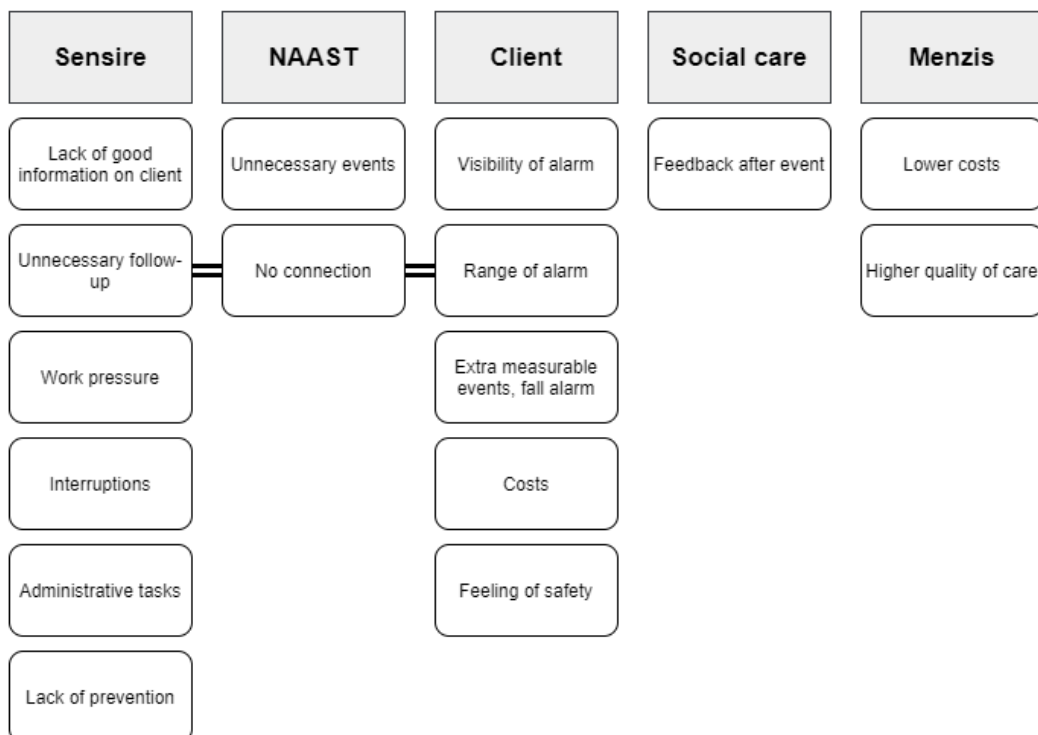 Sensire
NAAST
Client
Social care
Menzis
Lack of good
information on client
Unnecessary events
Visibility of alarm
Feedback after event
Lower costs
Unnecessary follow-
up
No connection
Range of alarm
Higher quality of care
Work pressure
Extra measurable
events, fall alarm
Interruptions
Costs
Administrative tasks
Feeling of safety
Lack of prevention